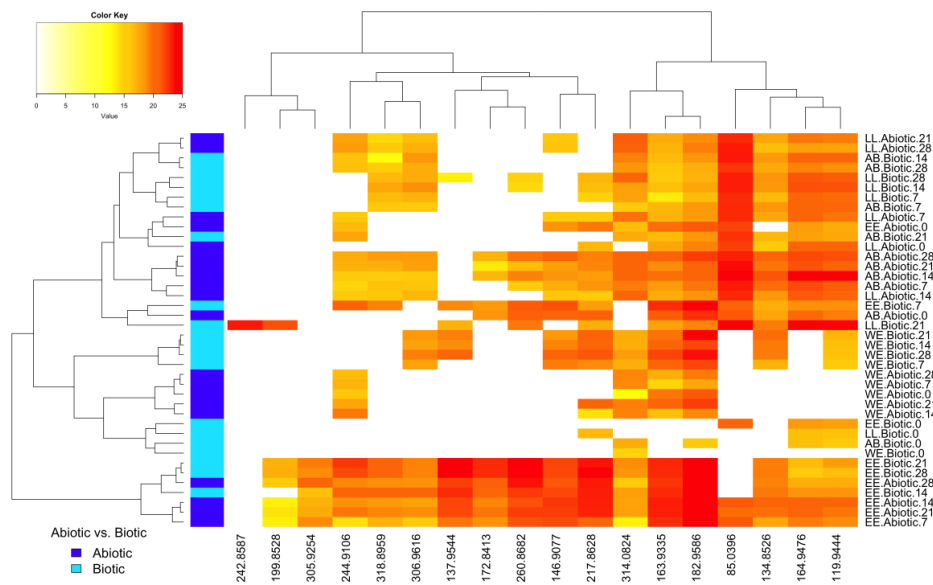 Color Key
0 5 10 15 20 25
Value
LL.Abiotic.21
LL.Abiotic.28
AB.Biotic.14
AB.Biotic.28
LL.Biotic.28
LL.Biotic.14
LL.Biotic.7
AB.Biotic.7
LL.Abiotic.7
EE.Abiotic.0
AB.Biotic.21
LL.Abiotic.0
AB.Abiotic.28
AB.Abiotic.21
AB.Abiotic.14
AB.Abiotic.7
LL.Abiotic.14
EE.Biotic.7
AB.Abiotic.0
LL.Biotic.21
WE.Biotic.21
WE.Biotic.14
WE.Biotic.28
WE.Biotic.7
WE.Abiotic.28
WE.Abiotic.7
WE.Abiotic.0
WE.Abiotic.21
WE.Abiotic.14
EE.Biotic.0
LL.Biotic.0
AB.Biotic.0
WE.Biotic.0
EE.Biotic.21
EE.Biotic.28
EE.Abiotic.28
EE.Biotic.14
EE.Abiotic.14
EE.Abiotic.21
EE.Abiotic.7
Abiotic vs. Biotic
Abiotic
Biotic
242.8587
199.8528
305.9254
244.9106
318.8959
306.9616
137.9544
172.8413
260.8682
146.9077
217.8628
314.0824
163.9335
182.9586
85.0396
34.8526
164.9476
119.9444